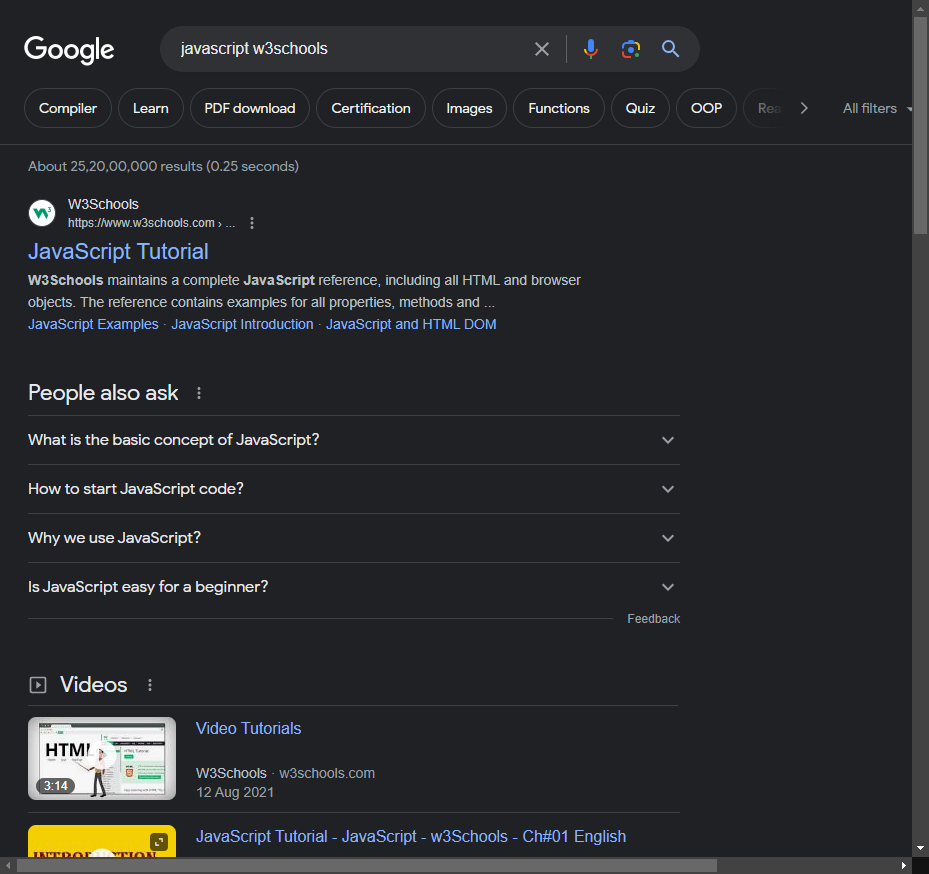 Google
javascript w3schools
Compiler
Learn
PDF download
Certification
Images
Functions
Quiz
OOP
Rea
All filters
About 25,20,00,000 results (0.25 seconds)
W3Schools
https://www.w3schools.com › ...
JavaScript Tutorial
W3Schools maintains a complete JavaScript reference, including all HTML and browser
objects. The reference contains examples for all properties, methods and ...
JavaScript Examples · JavaScript Introduction · JavaScript and HTML DOM
People also ask
What is the basic concept of JavaScript?
How to start JavaScript code?
Why we use JavaScript?
Is JavaScript easy for a beginner?
Feedback
Videos
HTML
3:14
Video Tutorials
W3Schools · w3schools.com
12 Aug 2021
INTRODUCTION
JavaScript Tutorial - JavaScript - w3Schools - Ch#01 English